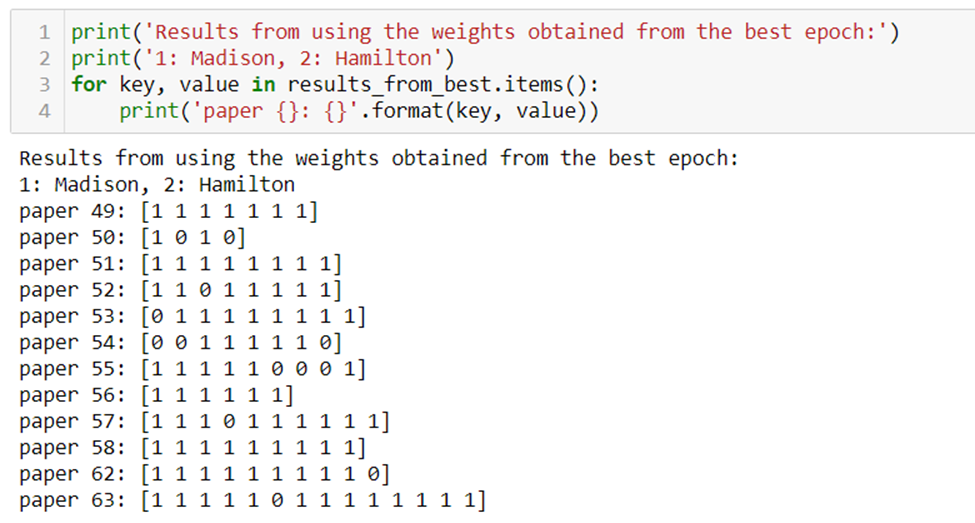 1 print('Results from using the weights obtained from the best epoch:')
2 print('1: Madison, 2: Hamilton')
3 for key, value in results_from_best.items():
4     print('paper {}: {}'.format(key, value))
Results from using the weights obtained from the best epoch:
1: Madison, 2: Hamilton
paper 49: [1 1 1 1 1 1 1]
paper 50: [1 0 1 0]
paper 51: [1 1 1 1 1 1 1 1]
paper 52: [1 1 0 1 1 1 1 1]
paper 53: [0 1 1 1 1 1 1 1 1]
paper 54: [0 0 1 1 1 1 1 0]
paper 55: [1 1 1 1 1 0 0 0 1]
paper 56: [1 1 1 1 1 1]
paper 57: [1 1 1 0 1 1 1 1 1 1]
paper 58: [1 1 1 1 1 1 1 1 1]
paper 62: [1 1 1 1 1 1 1 1 1 0]
paper 63: [1 1 1 1 1 0 1 1 1 1 1 1 1 1]